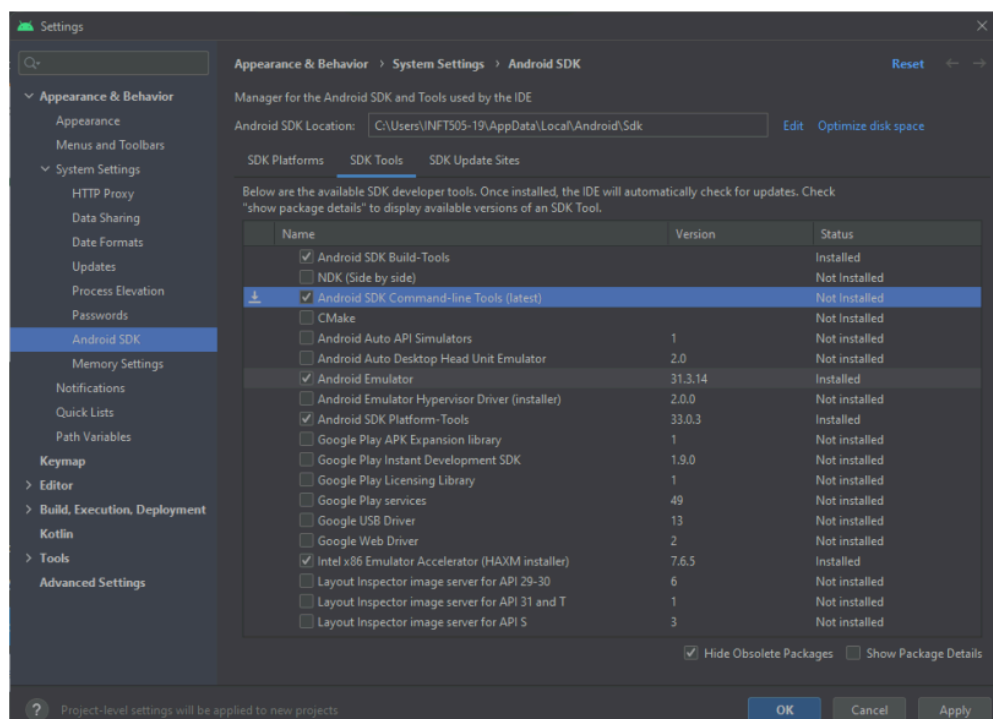 Settings
Appearance & Behavior
Appearance
Menus and Toolbars
System Settings
HTTP Proxy
Data Sharing
Date Formats
Updates
Process Elevation
Passwords
Android SDK
Memory Settings
Notifications
Quick Lists
Path Variables
Keymap
Editor
Build, Execution, Deployment
Kotlin
Tools
Advanced Settings
Appearance & Behavior > System Settings > Android SDK
Reset
Manager for the Android SDK and Tools used by the IDE
Android SDK Location: C:\Users\INFT505-19\AppData\Local\Android\Sdk Edit Optimize disk space
SDK Platforms SDK Tools SDK Update Sites
Below are the available SDK developer tools. Once installed, the IDE will automatically check for updates. Check
"show package details" to display available versions of an SDK Tool.
Name Version Status
Android SDK Build-Tools Installed
NDK (Side by side) Not Installed
Android SDK Command-line Tools (latest) Not Installed
CMake Not Installed
Android Auto API Simulators 1 Not installed
Android Auto Desktop Head Unit Emulator 2.0 Not installed
Android Emulator 31.3.14 Installed
Android Emulator Hypervisor Driver (installer) 2.0.0 Not installed
Android SDK Platform-Tools 33.0.3 Installed
Google Play APK Expansion library 1 Not installed
Google Play Instant Development SDK 1.9.0 Not installed
Google Play Licensing Library 1 Not installed
Google Play services 49 Not installed
Google USB Driver 13 Not installed
Google Web Driver 2 Not installed
Intel x86 Emulator Accelerator (HAXM installer) 7.6.5 Installed
Layout Inspector image server for API 29-30 6 Not installed
Layout Inspector image server for API 31 and T 1 Not installed
Layout Inspector image server for API S 3 Not installed
Hide Obsolete Packages Show Package Details
? Project-level settings will be applied to new projects
OK Cancel Apply